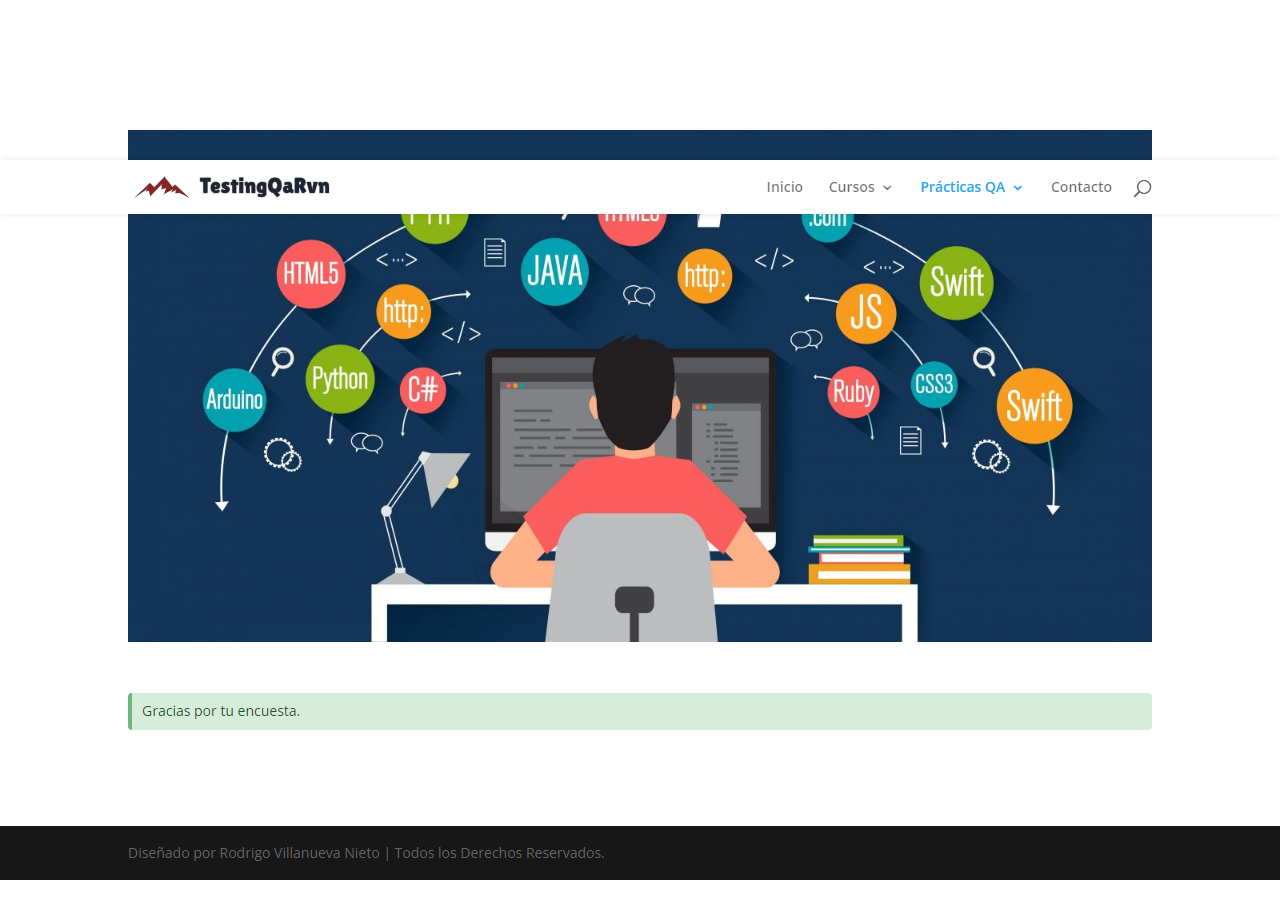 TestingQaRvn
Inicio Cursos Prácticas QA Contacto
HTML5
.com
HTML5
JAVA
http:
Swift
http:
</>
< ··· >
< ··· >
JS
</>
Python
C#
Ruby
CSS3
Arduino
Swift
Gracias por tu encuesta.
Diseñado por Rodrigo Villanueva Nieto | Todos los Derechos Reservados.